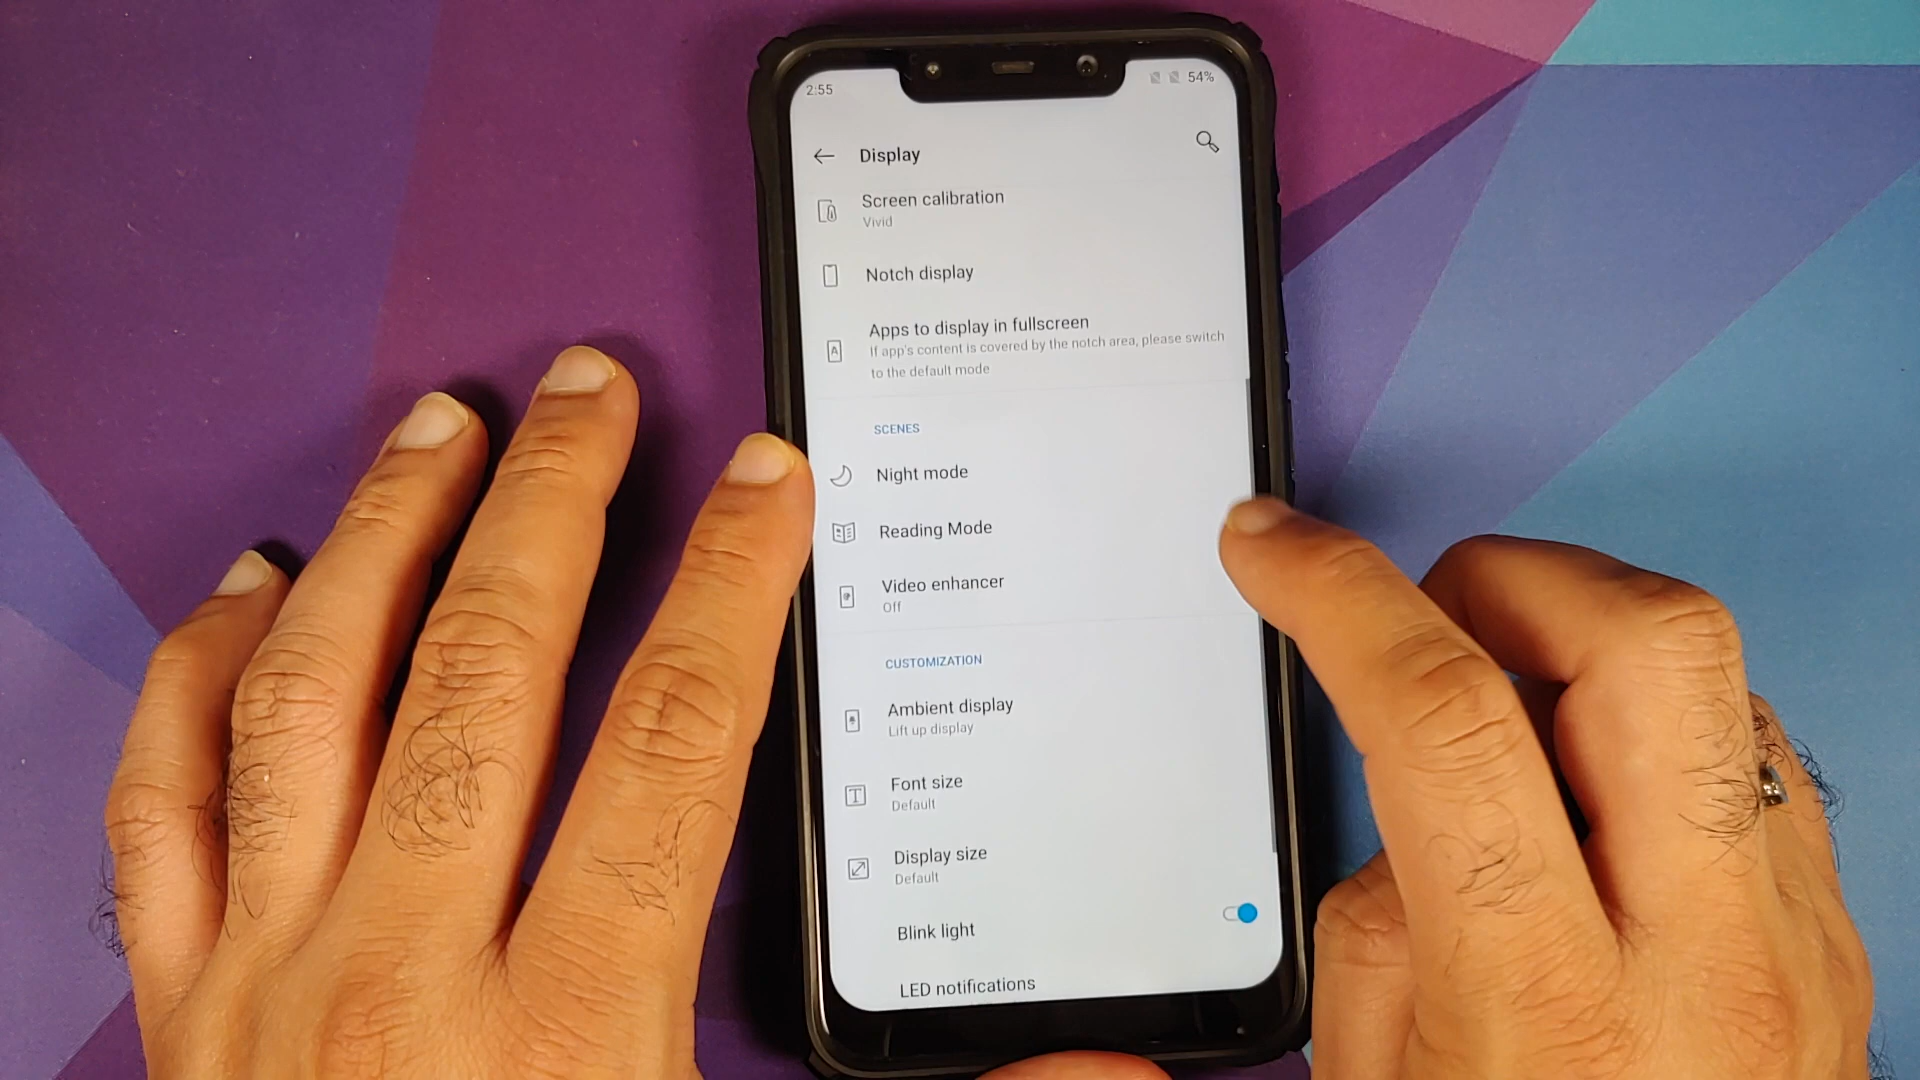 2:55
54%
Display
Screen calibration
Vivid
Notch display
Apps to display in fullscreen
If app's content is covered by the notch area, please switch
to the default mode
SCENES
Night mode
Reading Mode
Video enhancer
Off
CUSTOMIZATION
Ambient display
Lift up display
Font size
Default
Display size
Default
Blink light
LED notifications